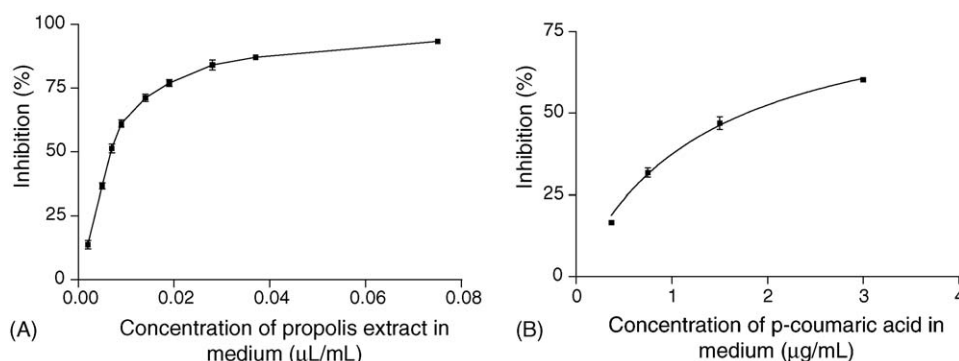 100
75
50
25
0
Inhibition (%)
0.00 0.02 0.04 0.06 0.08
(A) Concentration of propolis extract in
medium (μL/mL)
75
50
25
0
Inhibition (%)
0 1 2 3 4
(B) Concentration of p-coumaric acid in
medium (μg/mL)